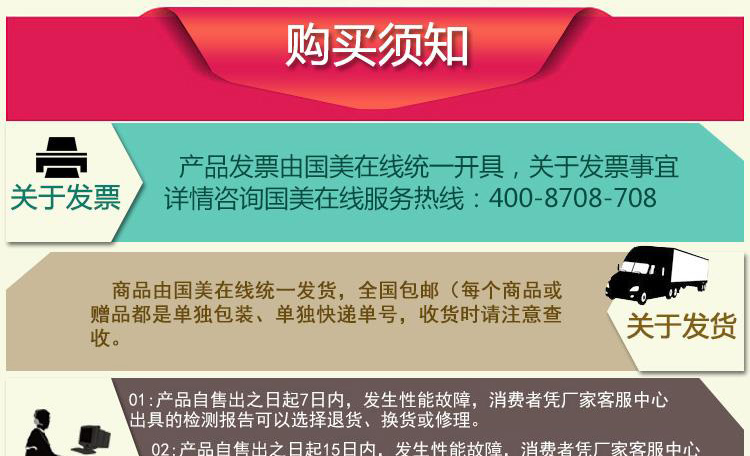 购买须知
关于发票
产品发票由国美在线统一开具，关于发票事宜
详情咨询国美在线服务热线：400-8708-708
商品由国美在线统一发货，全国包邮（每个商品或
赠品都是单独包装、单独快递单号，收货时请注意查
收。
关于发货
01:产品自售出之日起7日内，发生性能故障，消费者凭厂家客服中心
出具的检测报告可以选择退货、换货或修理。
02:产品自售出之日起15日内，发生性能故障，消费者凭厂家客服中心